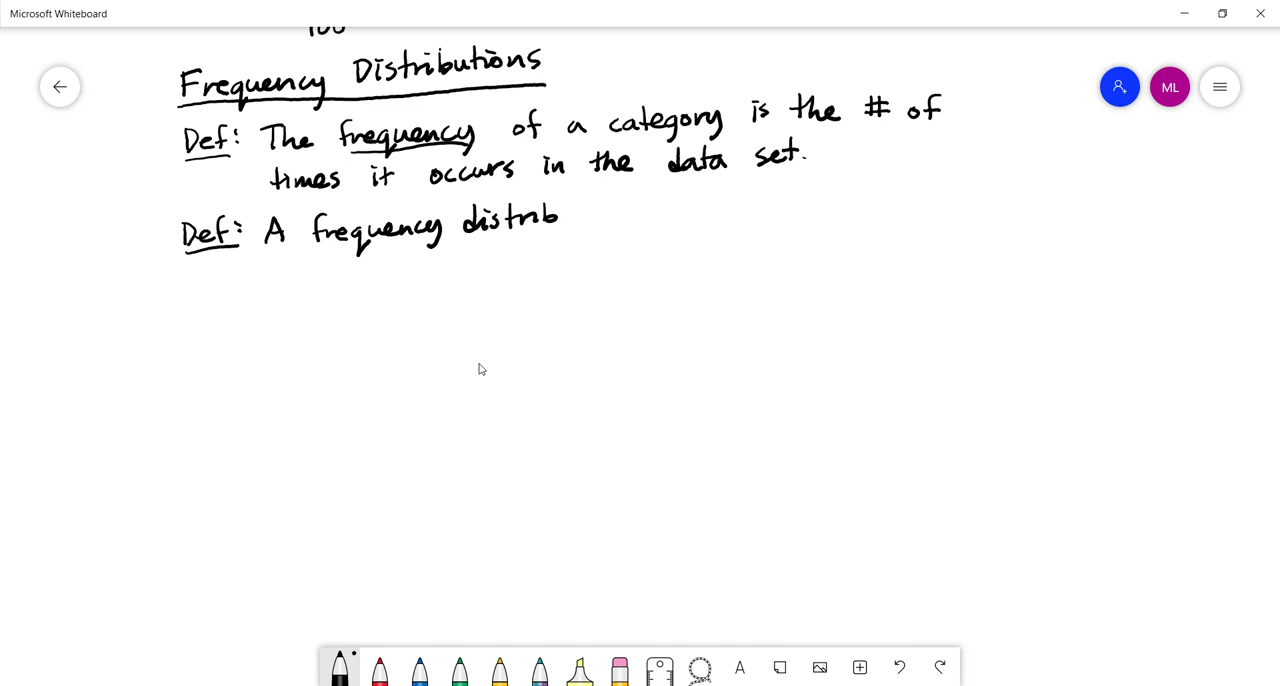 Microsoft Whiteboard
100
Frequency Distributions
ML
Def: The frequency of a category is the # of
times it occurs in the data set.
Def: A frequency distrib